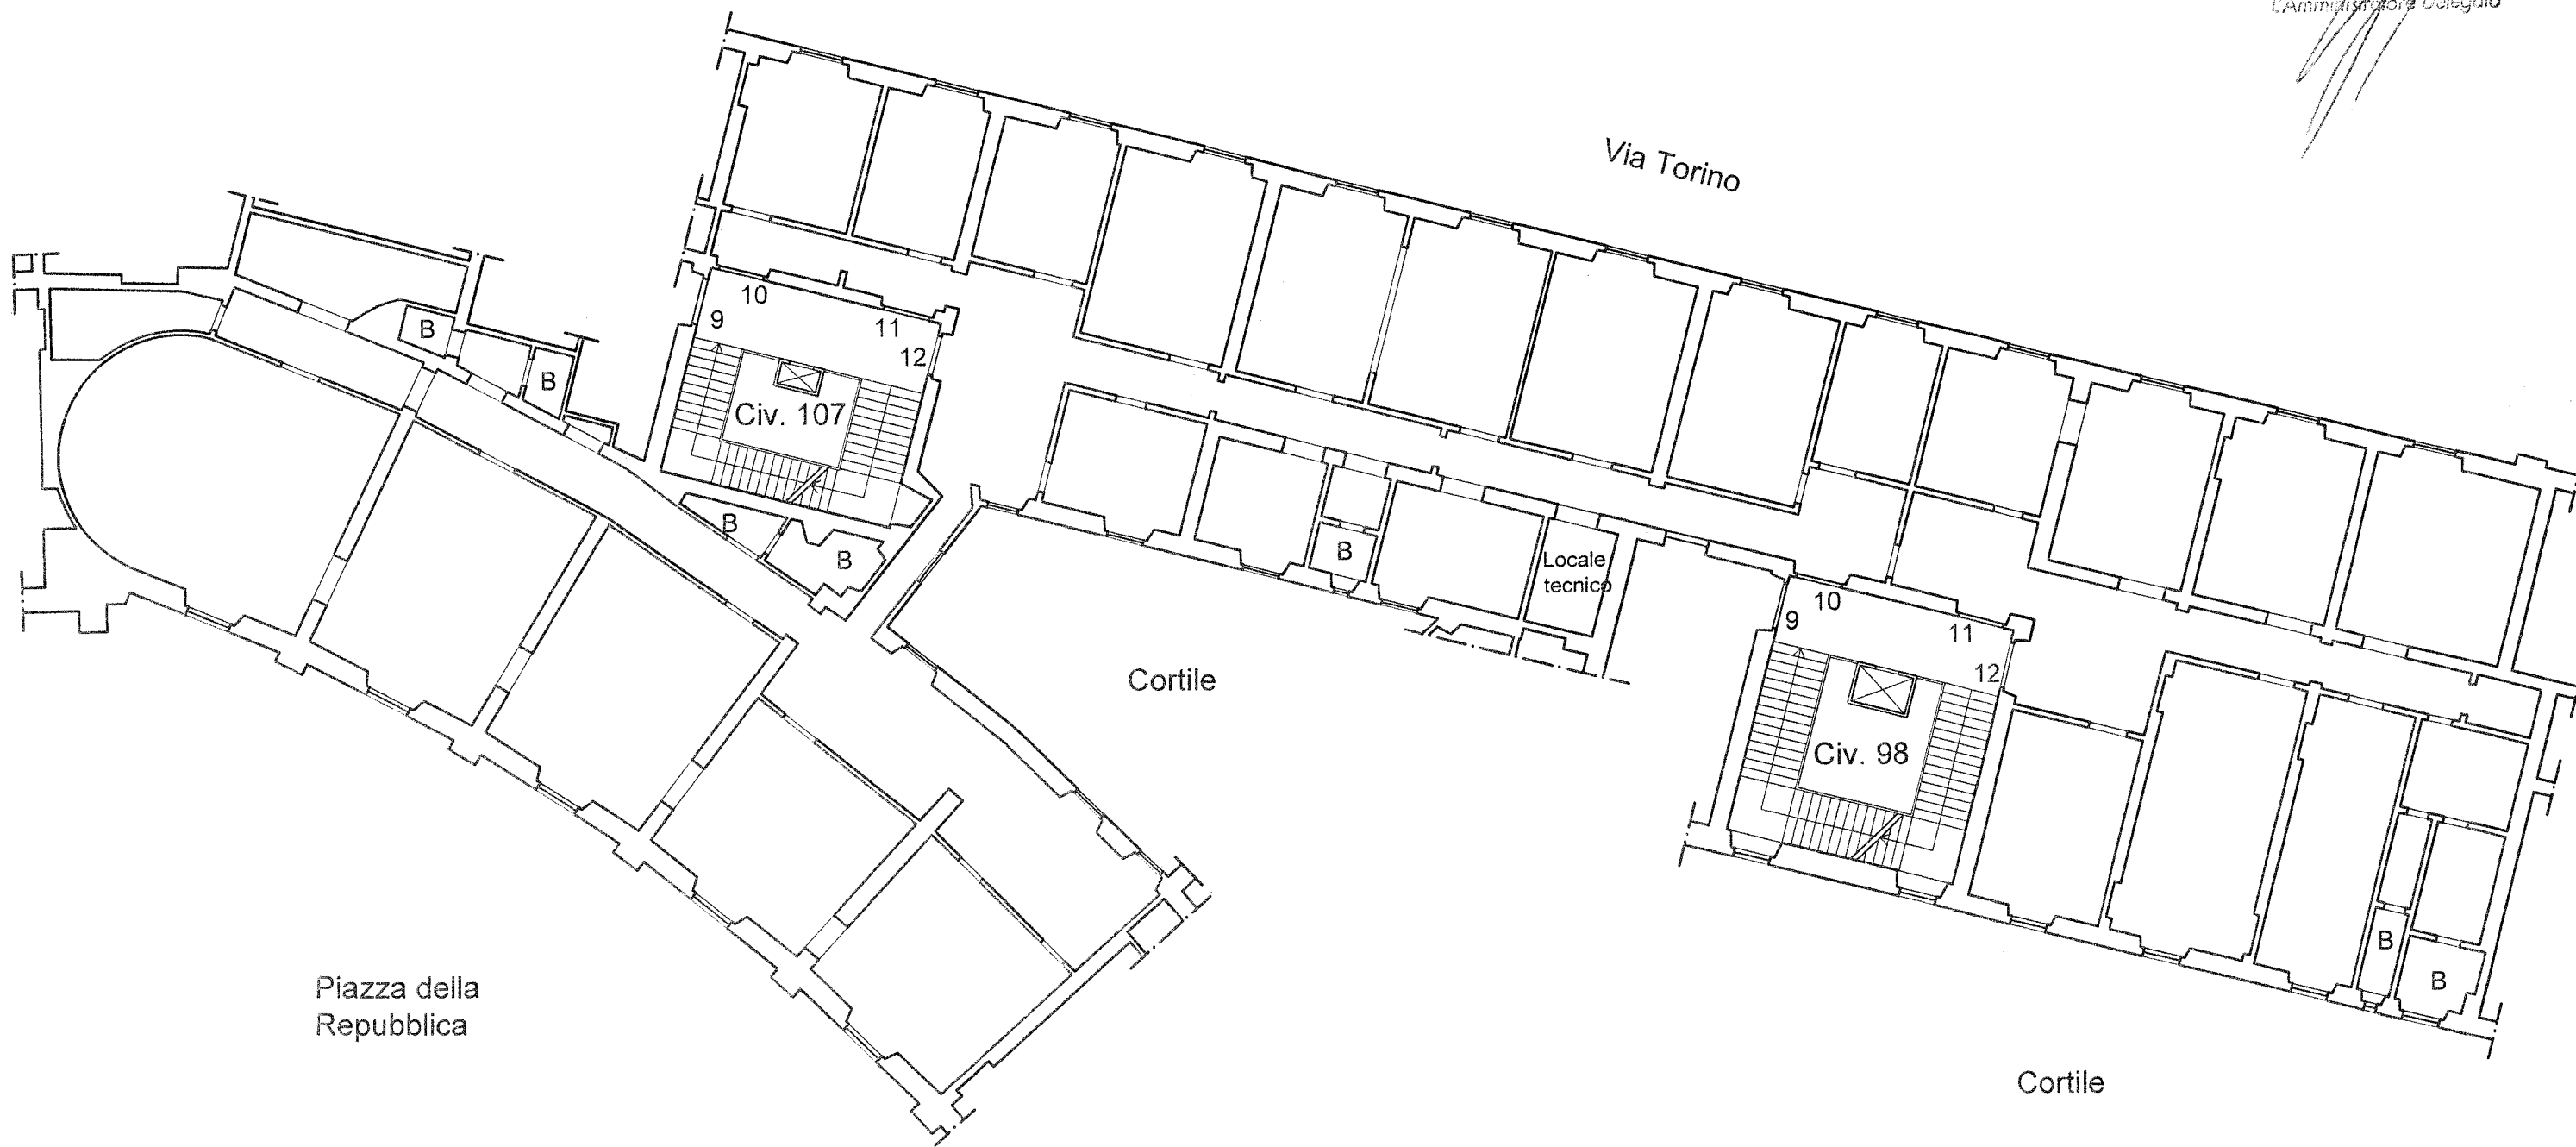 L'Amministratore Delegato
Via Torino
10
9
11
12
Civ. 107
B
B
B
B
B
Locale
tecnico
Cortile
10
9
11
12
Civ. 98
B
B
Piazza della
Repubblica
Cortile